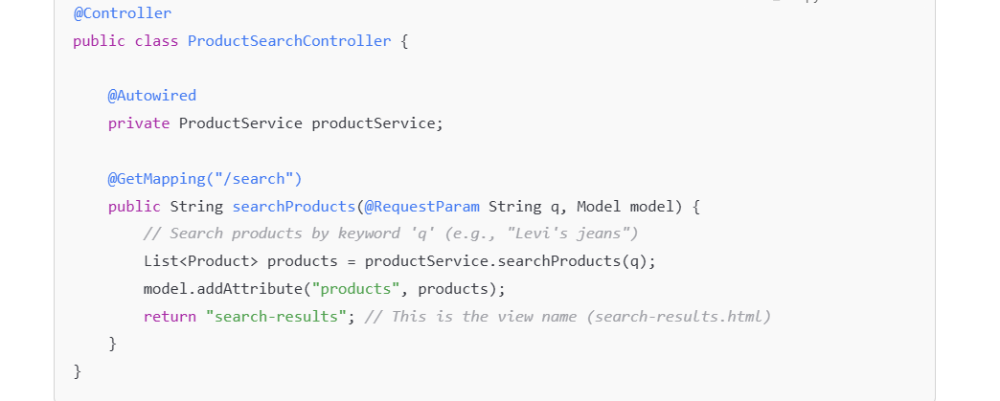 @Controller
public class ProductSearchController {
@Autowired
private ProductService productService;
@GetMapping("/search")
public String searchProducts(@RequestParam String q, Model model) {
// Search products by keyword 'q' (e.g., "Levi's jeans")
List<Product> products = productService.searchProducts(q);
model.addAttribute("products", products);
return "search-results"; // This is the view name (search-results.html)
}
}